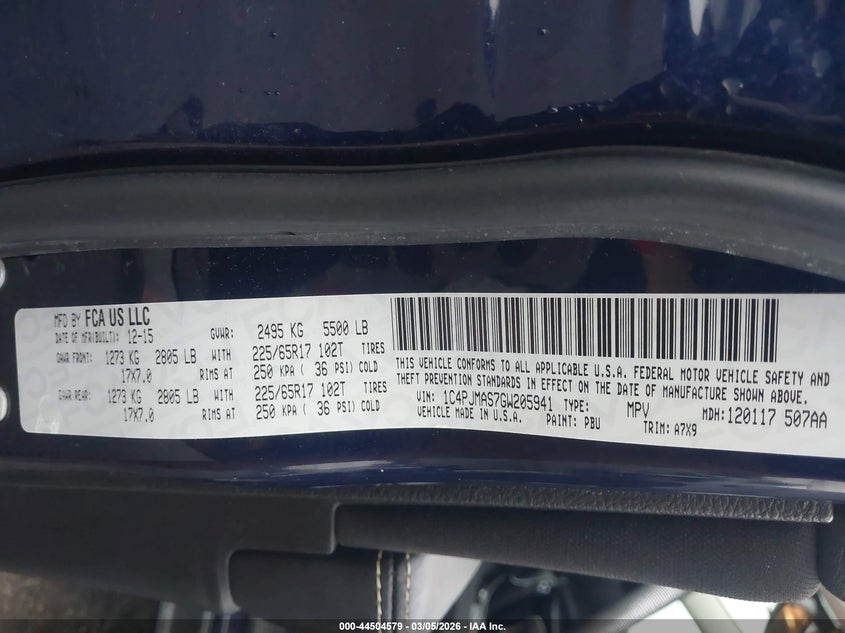 MFD BY FCA US LLC
DATE OF MFR(BUILT): 12-15 GVWR: 2495 KG 5500 LB
GAWR FRONT: 1273 KG 2805 LB WITH 225/65R17 102T TIRES
17X7.0 RIMS AT 250 KPA ( 36 PSI) COLD
GAWR REAR: 1273 KG 2805 LB WITH 225/65R17 102T TIRES
17X7.0 RIMS AT 250 KPA ( 36 PSI) COLD
THIS VEHICLE CONFORMS TO ALL APPLICABLE U.S.A. FEDERAL MOTOR VEHICLE SAFETY AND
THEFT PREVENTION STANDARDS IN EFFECT ON THE DATE OF MANUFACTURE SHOWN ABOVE.
VIN: 1C4PJMAS7GW205941 TYPE: MPV MDH:120117 507AA
VEHICLE MADE IN U.S.A. PAINT: PBU TRIM: A7X9
000-44504579 | 03/05/2026 - IAA Inc.